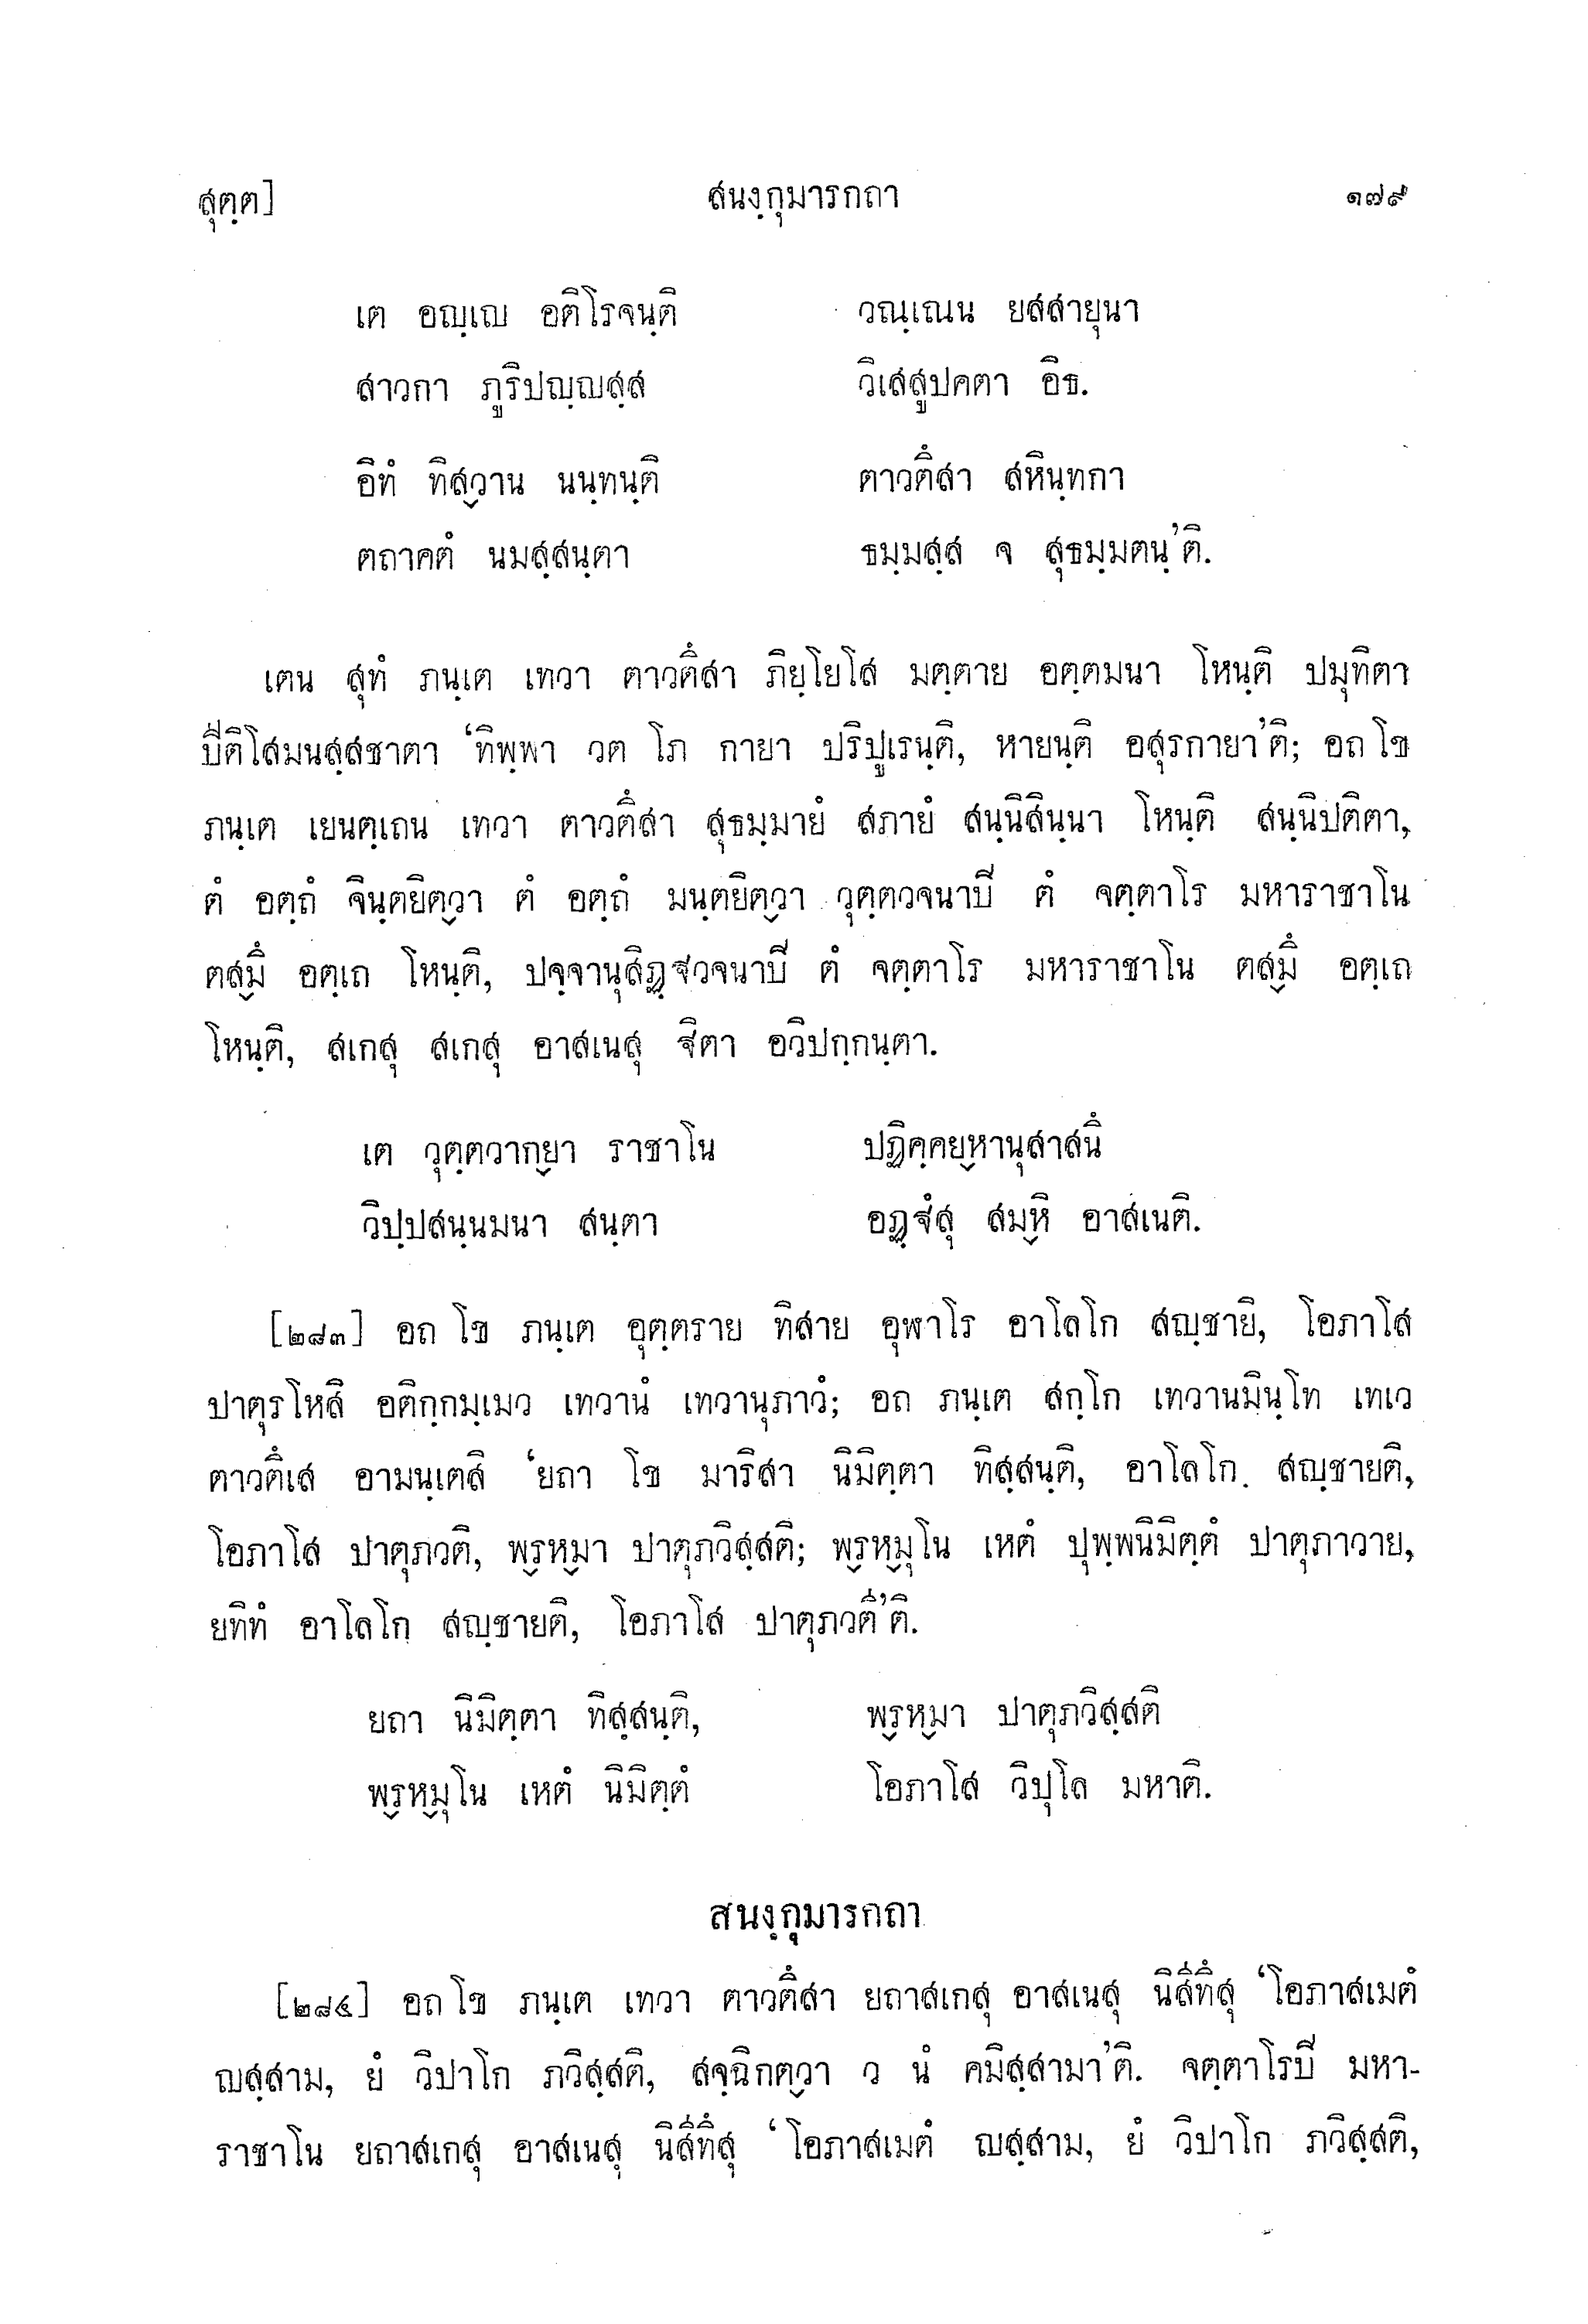 สุตฺต] สนงฺกุมารกถา ๑๗๙
เต อญฺเญ อติโรจนฺติ วณฺเณน ยสสายุนา
สาวกา ภูริปญฺญสฺส วิเสสูปคตา อิธ.
อิทํ ทิสฺวาน นนฺทนฺติ ตาวตึสา สหินฺทกา
ตถาคตํ นมสฺสนฺตา ธมฺมสฺส จ สุธมฺมตนฺ'ติ.
เตน สุทํ ภนฺเต เทวา ตาวตึสา ภิยฺโยโส มตฺตาย อตฺตมนา โหนฺติ ปมุทิตา
ปีติโสมนสฺสชาตา 'ทิพฺพา วต โภ กายา ปริปูเรนฺติ, หายนฺติ อสุรกายา'ติ; อถ โข
ภนฺเต เยนตฺเถน เทวา ตาวตึสา สุธมฺมายํ สภายํ สนฺนิสินฺนา โหนฺติ สนฺนิปติตา,
ตํ อตฺถํ จินฺตยิตฺวา ตํ อตฺถํ มนฺตยิตฺวา วุตฺตวจนาปี ตํ จตฺตาโร มหาราชาโน
ตสฺมึ อตฺเถ โหนฺติ, ปจฺจานุสิฏฺฐวจนาปี ตํ จตฺตาโร มหาราชาโน ตสฺมึ อตฺเถ
โหนฺติ, สเกสุ สเกสุ อาสเนสุ ฐิตา อวิปกฺกนฺตา.
เต วุตฺตวากฺยา ราชาโน ปฏิคฺคยฺหานุสาสนึ
วิปฺปสนฺนมนา สนฺตา อฏฺฐํสุ สมฺหิ อาสเนติ.
[๒๘๓] อถ โข ภนฺเต อุตฺตราย ทิสาย อุฬาโร อาโลโก สญฺชายิ, โอภาโส
ปาตุรโหสิ อติกฺกมฺเมว เทวานํ เทวานุภาวํ; อถ ภนฺเต สกฺโก เทวานมินฺโท เทเว
ตาวตึเส อามนฺเตสิ 'ยถา โข มาริสา นิมิตฺตา ทิสฺสนฺติ, อาโลโก สญฺชายติ,
โอภาโส ปาตุภวติ, พฺรหฺมา ปาตุภวิสฺสติ; พฺรหฺมุโน เหตํ ปุพฺพนิมิตฺตํ ปาตุภาวาย,
ยทิทํ อาโลโก สญฺชายติ, โอภาโส ปาตุภวตี'ติ.
ยถา นิมิตฺตา ทิสฺสนฺติ, พฺรหฺมา ปาตุภวิสฺสติ
พฺรหฺมุโน เหตํ นิมิตฺตํ โอภาโส วิปุโล มหาติ.
สนงฺกุมารกถา
[๒๘๔] อถ โข ภนฺเต เทวา ตาวตึสา ยถาสเกสุ อาสเนสุ นิสีทึสุ 'โอภาสเมตํ
ญสฺสาม, ยํ วิปาโก ภวิสฺสติ, สจฺฉิกตฺวา ว นํ คมิสฺสามา'ติ. จตฺตาโรปี มหา-
ราชาโน ยถาสเกสุ อาสเนสุ นิสีทึสุ 'โอภาสเมตํ ญสฺสาม, ยํ วิปาโก ภวิสฺสติ,